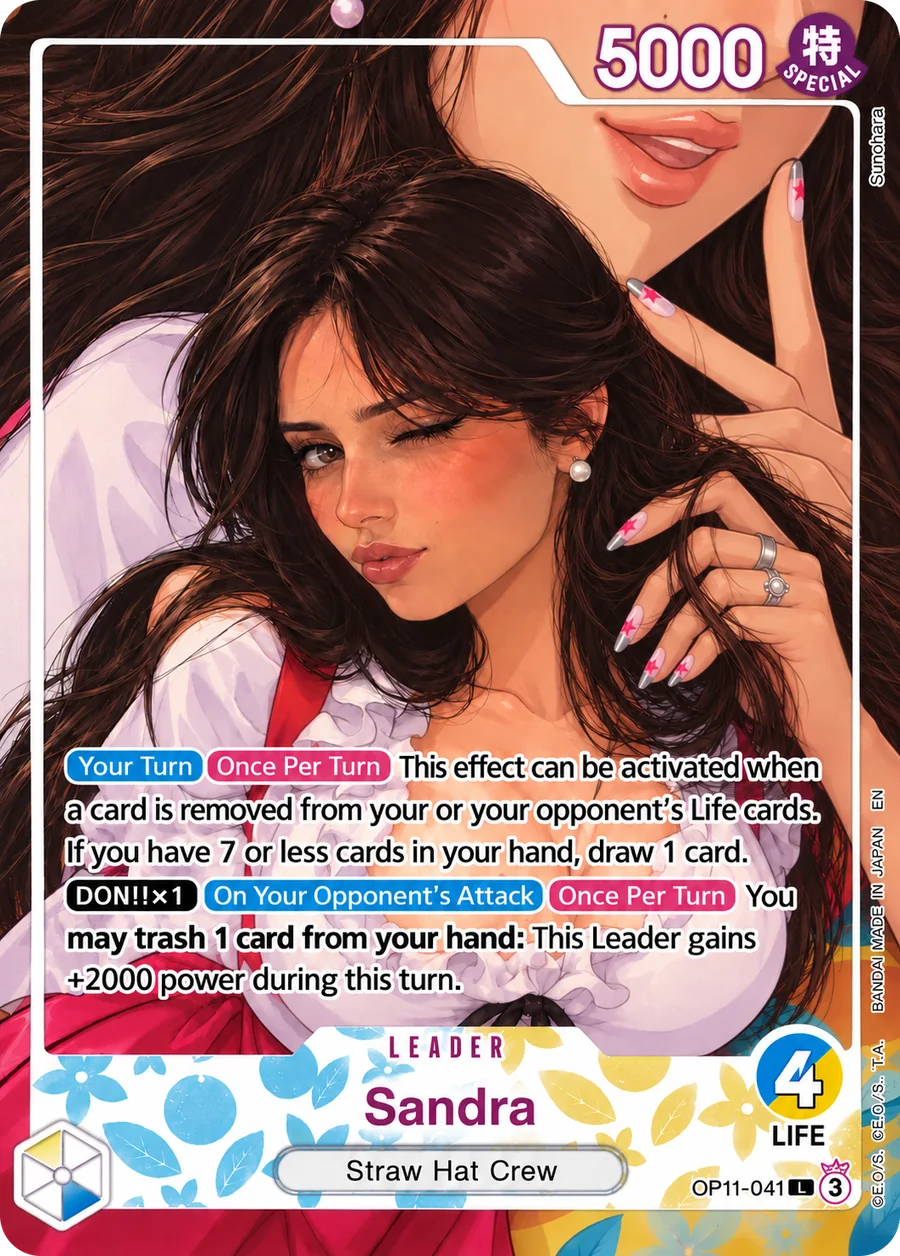 5000
特
SPECIAL
Sunohara
Your Turn Once Per Turn This effect can be activated when
a card is removed from your or your opponent's Life cards.
If you have 7 or less cards in your hand, draw 1 card.
DON!!×1 On Your Opponent's Attack Once Per Turn You
may trash 1 card from your hand: This Leader gains
+2000 power during this turn.
LEADER
Sandra
Straw Hat Crew
4
LIFE
OP11-041 L 3
©E.O/S. ©E.O./S.. T.A. BANDAI MADE IN JAPAN EN